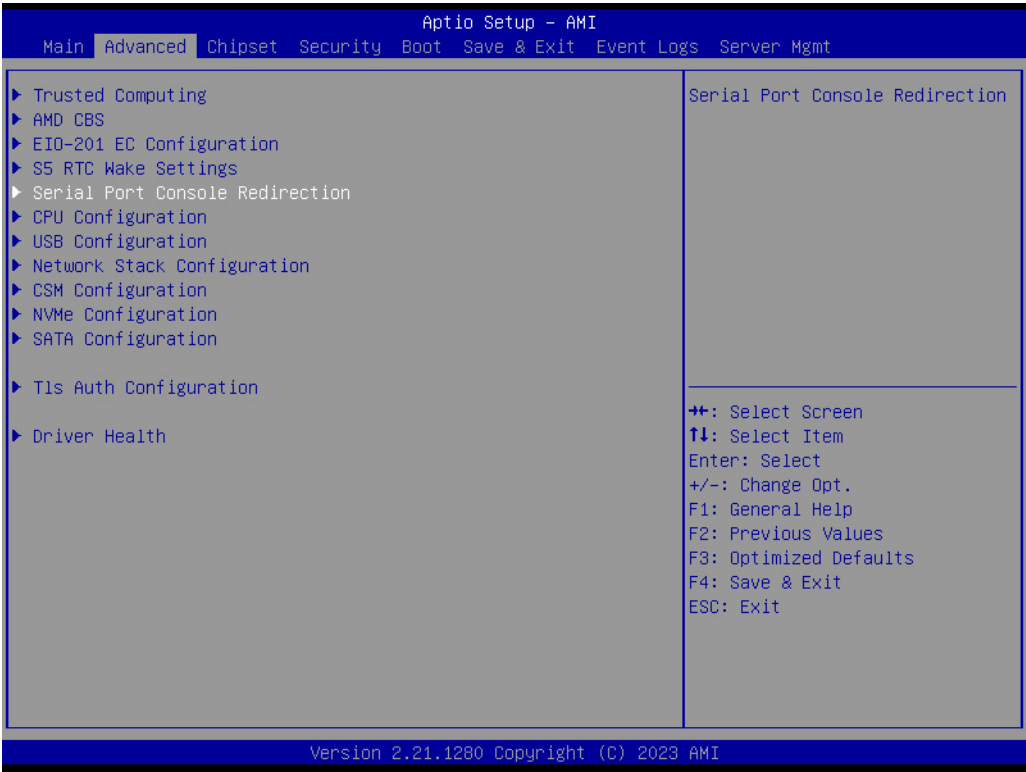 Aptio Setup - AMI
Main Advanced Chipset Security Boot Save & Exit Event Logs Server Mgmt
Trusted Computing
AMD CBS
EIO-201 EC Configuration
S5 RTC Wake Settings
Serial Port Console Redirection
CPU Configuration
USB Configuration
Network Stack Configuration
CSM Configuration
NVMe Configuration
SATA Configuration
Tls Auth Configuration
Driver Health
Serial Port Console Redirection
→←: Select Screen
↑↓: Select Item
Enter: Select
+/-: Change Opt.
F1: General Help
F2: Previous Values
F3: Optimized Defaults
F4: Save & Exit
ESC: Exit
Version 2.21.1280 Copyright (C) 2023 AMI